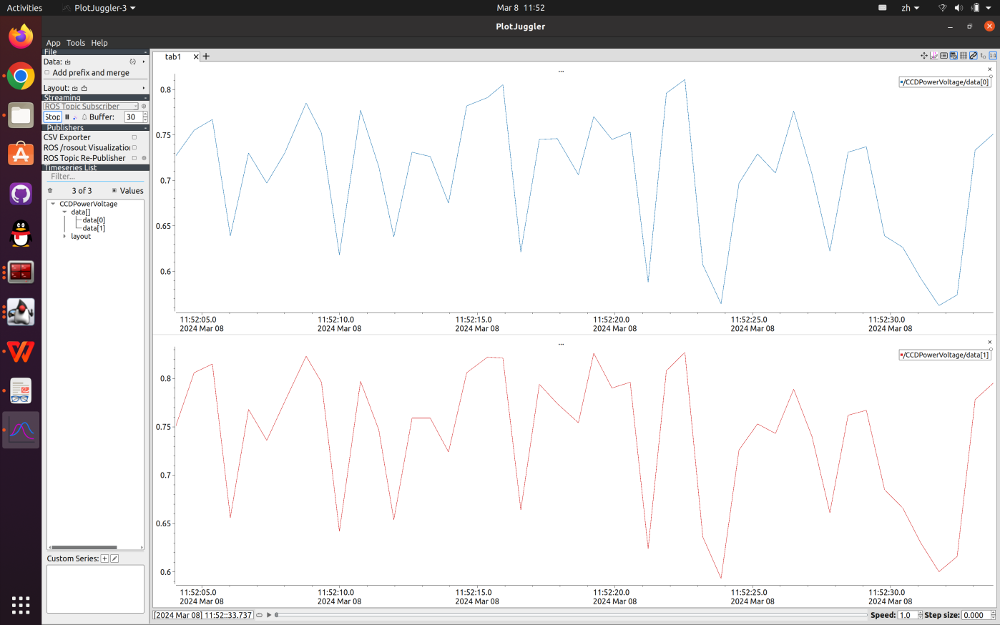 Activities PlotJuggler-3 Mar 8 11:52 zh
PlotJuggler
App Tools Help
File
Data:
Add prefix and merge
Layout:
Streaming
ROS Topic Subscriber
Stop Buffer: 30
Publishers
CSV Exporter
ROS /rosout Visualization
ROS Topic Re-Publisher
Timeseries List
Filter...
3 of 3 Values
CCDPowerVoltage
data[]
data[0]
data[1]
layout
Custom Series:
tab1
1:1
...
/CCDPowerVoltage/data[0]
0.8
0.75
0.7
0.65
0.6
11:52:05.0 11:52:10.0 11:52:15.0 11:52:20.0 11:52:25.0 11:52:30.0
2024 Mar 08 2024 Mar 08 2024 Mar 08 2024 Mar 08 2024 Mar 08 2024 Mar 08
...
/CCDPowerVoltage/data[1]
0.8
0.75
0.7
0.65
0.6
11:52:05.0 11:52:10.0 11:52:15.0 11:52:20.0 11:52:25.0 11:52:30.0
2024 Mar 08 2024 Mar 08 2024 Mar 08 2024 Mar 08 2024 Mar 08 2024 Mar 08
[2024 Mar 08] 11:52::33.737 Speed: 1.0 Step size: 0.000